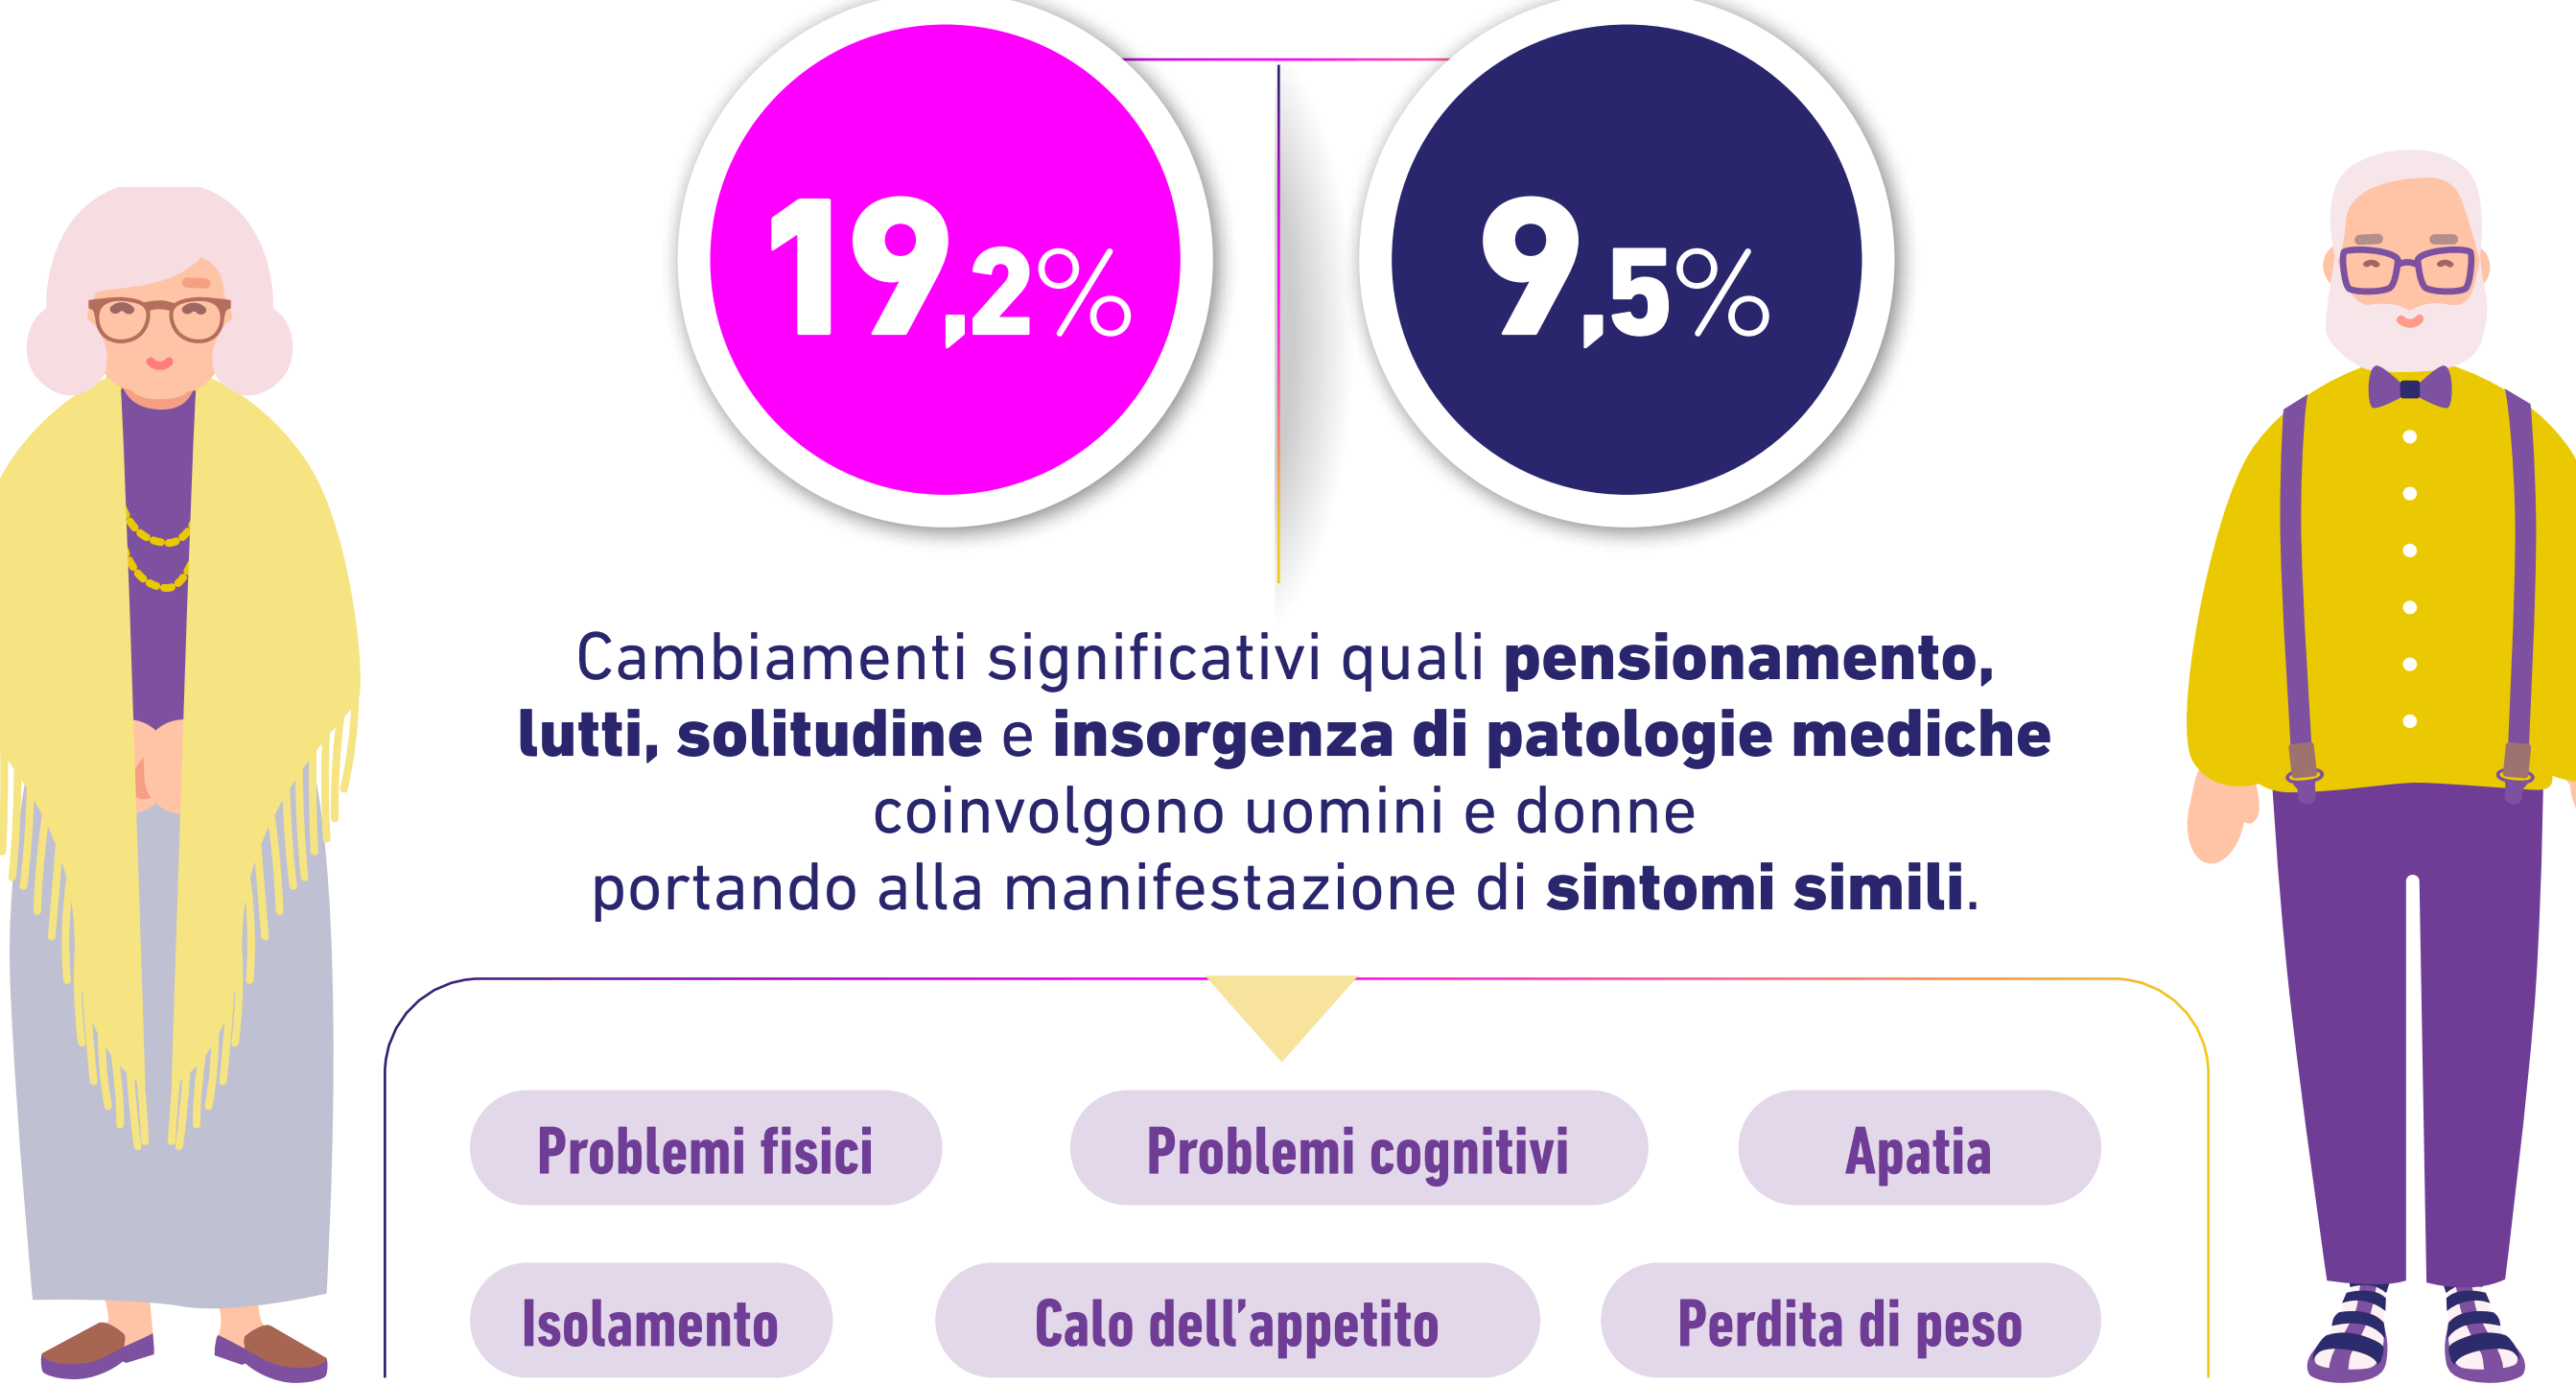 19,2%
9,5%
Cambiamenti significativi quali pensionamento,
lutti, solitudine e insorgenza di patologie mediche
coinvolgono uomini e donne
portando alla manifestazione di sintomi simili.
Problemi fisici
Problemi cognitivi
Apatia
Isolamento
Calo dell’appetito
Perdita di peso